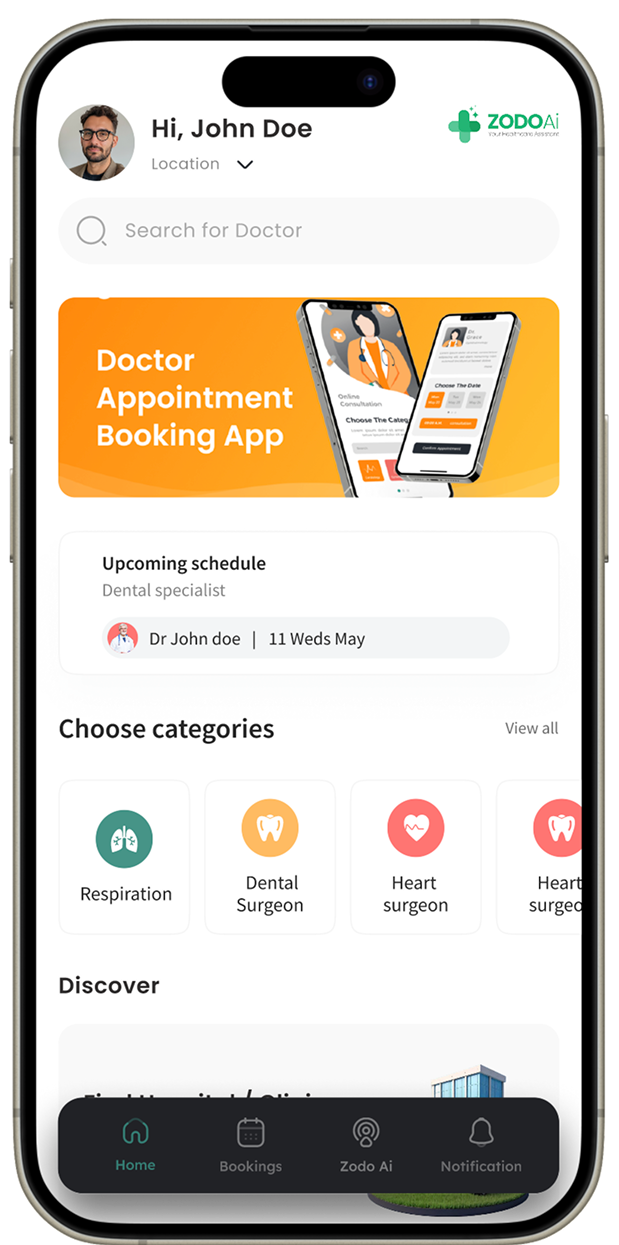 Hi, John Doe
Location
ZODOAi
Your Healthcare Assistant
Search for Doctor
Doctor
Appointment
Booking App
Online
Consultation
Choose The Categ
Dr.
Grace
Choose The Date
Confirm appointment
Upcoming schedule
Dental specialist
Dr John doe | 11 Weds May
Choose categories
View all
Respiration
Dental
Surgeon
Heart
surgeon
Heart
surgeo
Discover
Find Hospital / Clini
Home
Bookings
Zodo Ai
Notification